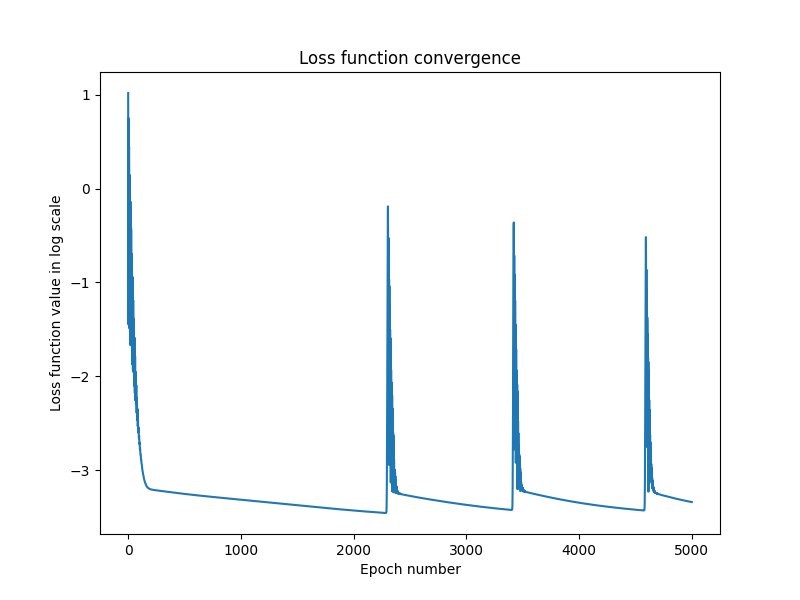 Loss function convergence
1
0
−1
−2
−3
Loss function value in log scale
0 1000 2000 3000 4000 5000
Epoch number